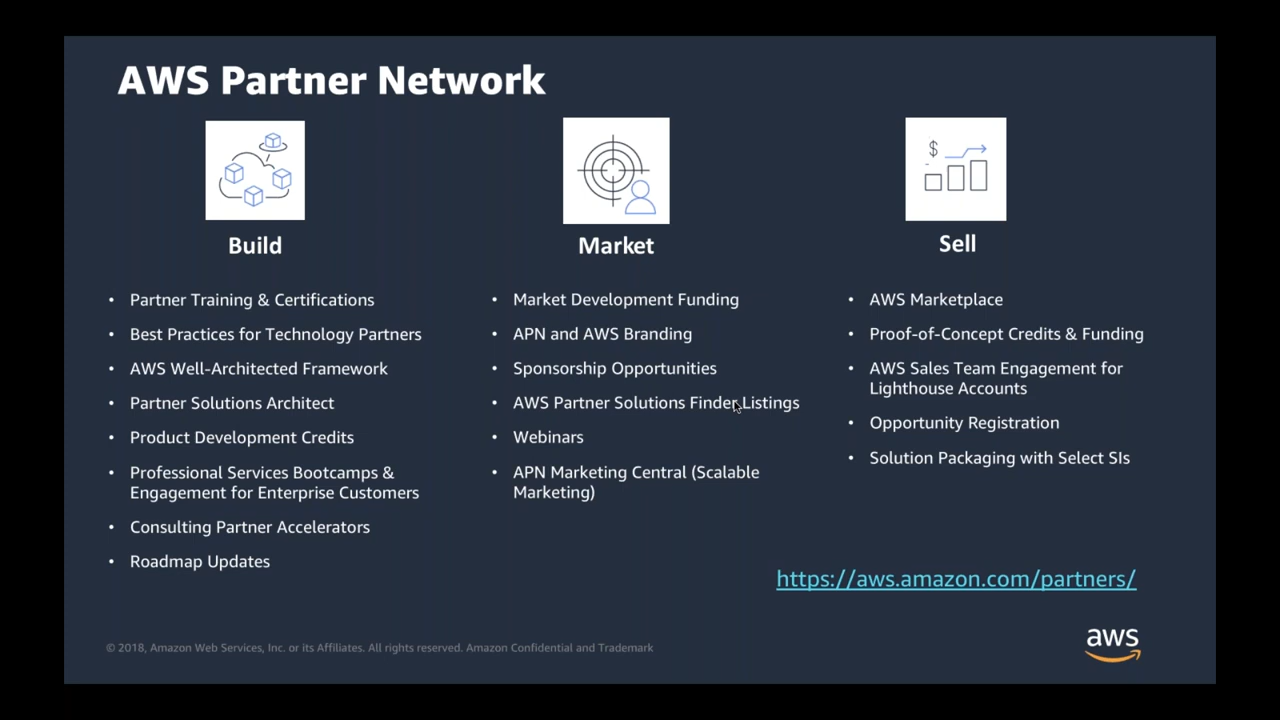 AWS Partner Network
$
Build
Market
Sell
• Partner Training & Certifications
• Best Practices for Technology Partners
• AWS Well-Architected Framework
• Partner Solutions Architect
• Product Development Credits
• Professional Services Bootcamps &
Engagement for Enterprise Customers
• Consulting Partner Accelerators
• Roadmap Updates
• Market Development Funding
• APN and AWS Branding
• Sponsorship Opportunities
• AWS Partner Solutions Finder Listings
• Webinars
• APN Marketing Central (Scalable
Marketing)
• AWS Marketplace
• Proof-of-Concept Credits & Funding
• AWS Sales Team Engagement for
Lighthouse Accounts
• Opportunity Registration
• Solution Packaging with Select SIs
https://aws.amazon.com/partners/
© 2018, Amazon Web Services, Inc. or its Affiliates. All rights reserved. Amazon Confidential and Trademark
aws